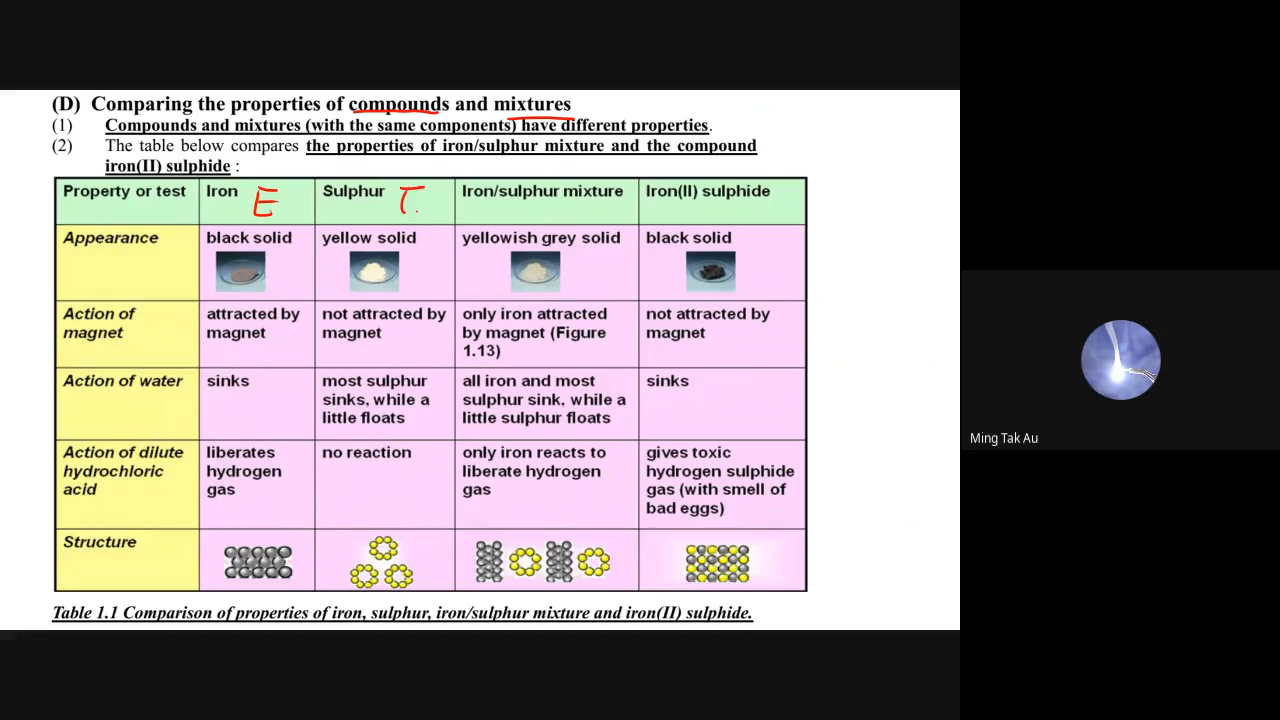 (D) Comparing the properties of compounds and mixtures
(1) Compounds and mixtures (with the same components) have different properties.
(2) The table below compares the properties of iron/sulphur mixture and the compound
iron(II) sulphide :
Property or test Iron E Sulphur Iron/sulphur mixture Iron(II) sulphide
Appearance black solid yellow solid yellowish grey solid black solid
Action of attracted by not attracted by only iron attracted not attracted by
magnet magnet magnet by magnet (Figure magnet
1.13)
Action of water sinks most sulphur all iron and most sinks
sinks, while a sulphur sink, while a
little floats little sulphur floats
Action of dilute liberates no reaction only iron reacts to gives toxic
hydrochloric hydrogen liberate hydrogen hydrogen sulphide
acid gas gas gas (with smell of
bad eggs)
Structure
Table 1.1 Comparison of properties of iron, sulphur, iron/sulphur mixture and iron(II) sulphide.
Ming Tak Au